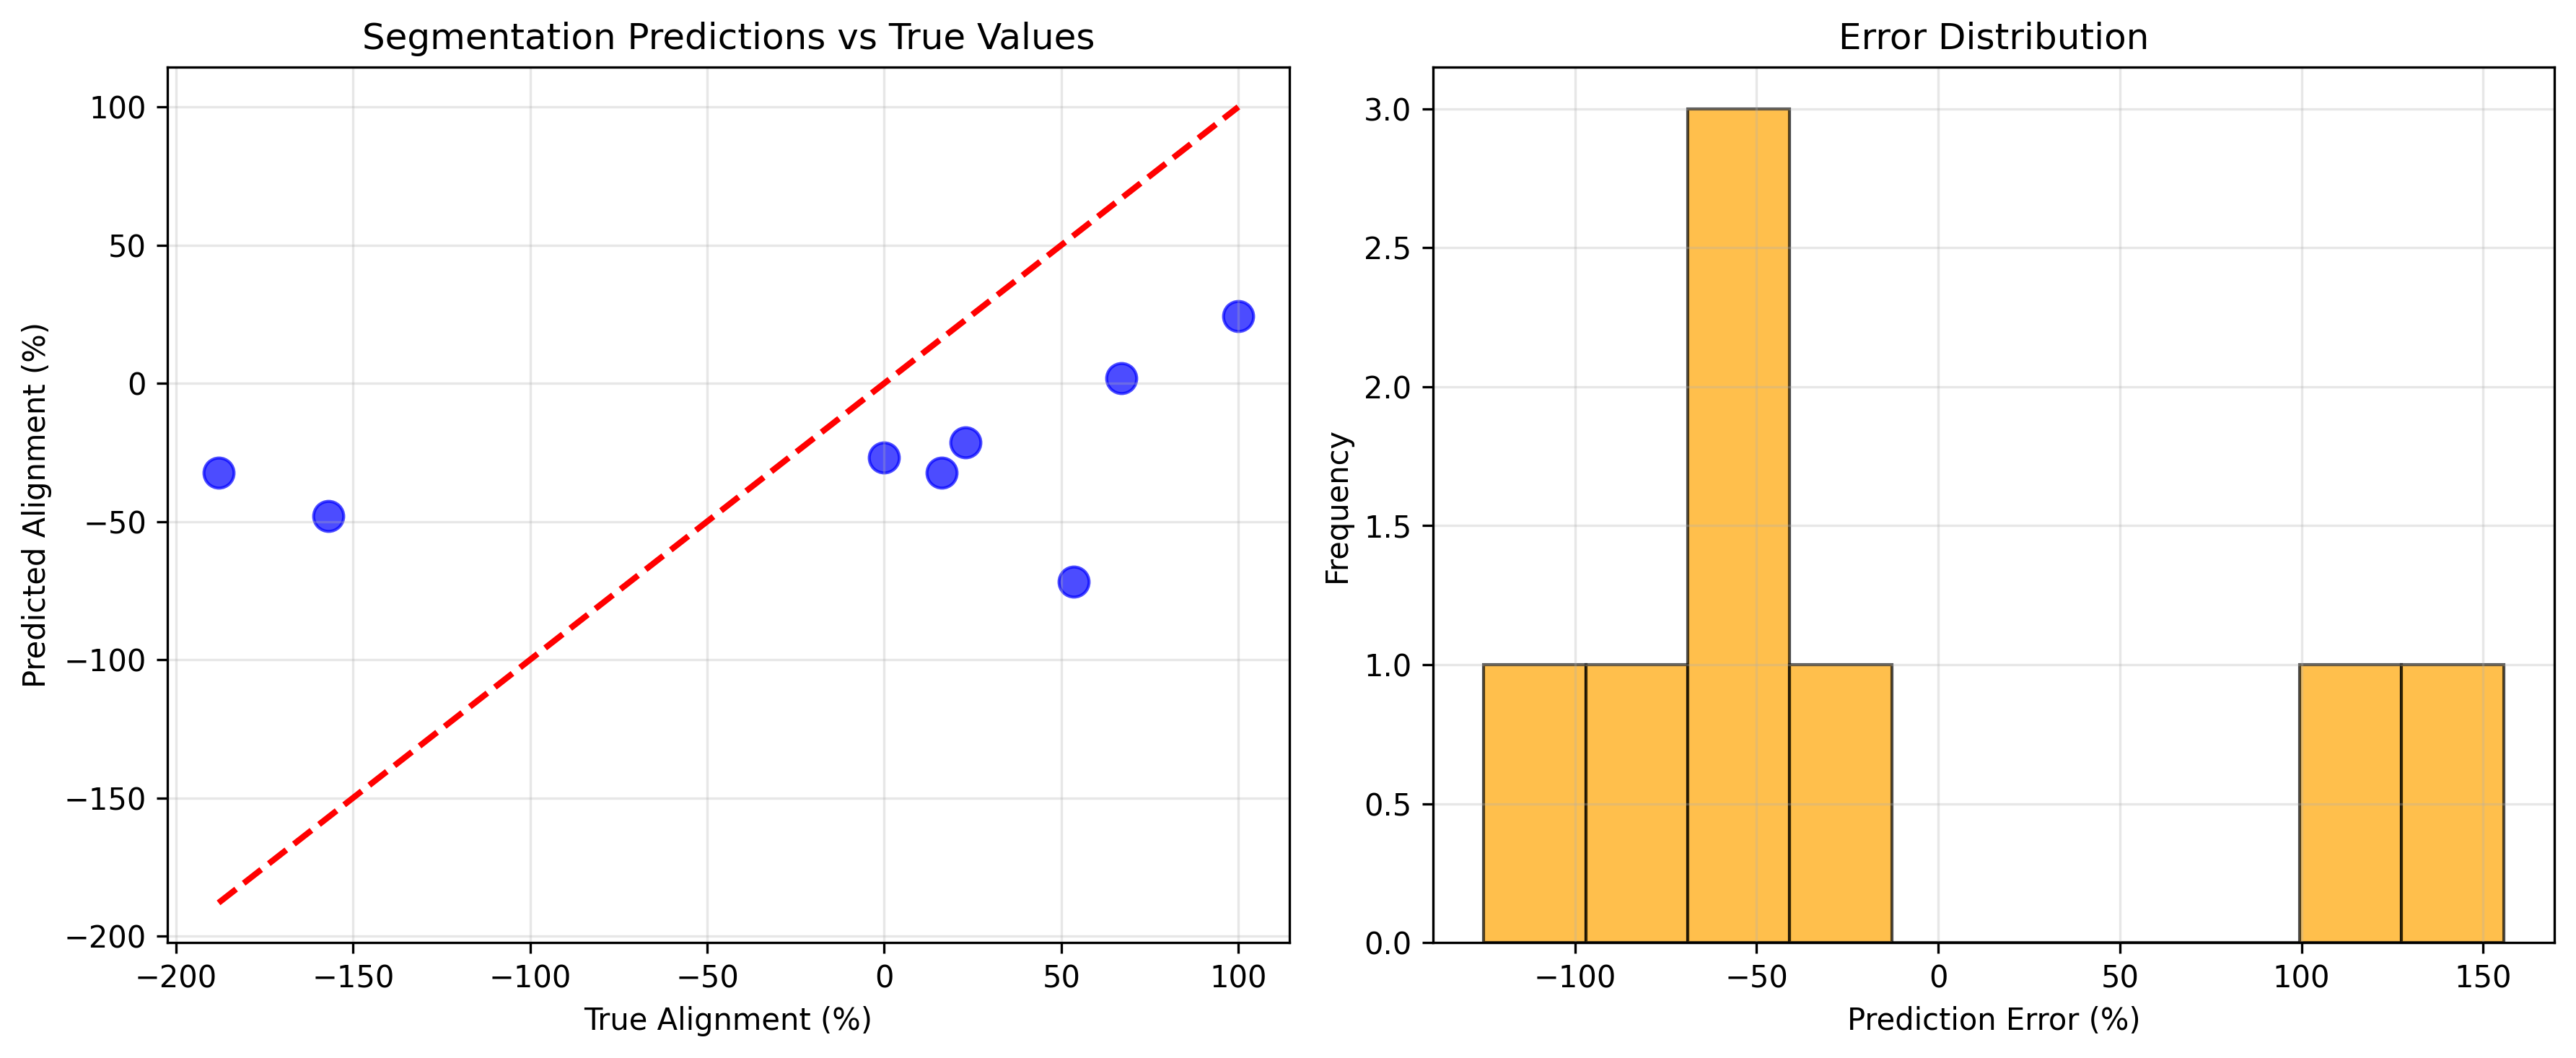 Segmentation Predictions vs True Values
100
50
0
−50
−100
−150
−200
Predicted Alignment (%)
−200 −150 −100 −50 0 50 100
True Alignment (%)
Error Distribution
3.0
2.5
2.0
1.5
1.0
0.5
0.0
Frequency
−100 −50 0 50 100 150
Prediction Error (%)